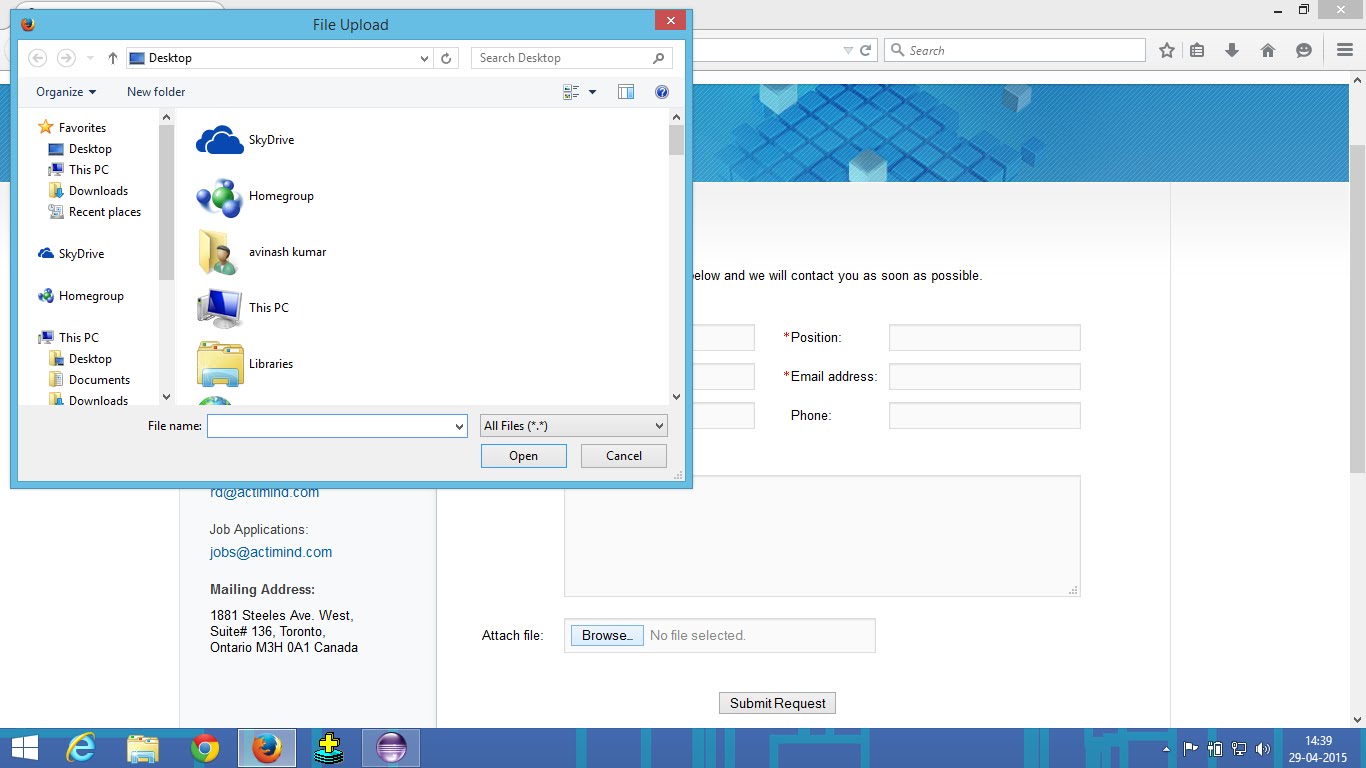 File Upload
Desktop
Search Desktop
Search
Organize
New folder
Favorites
Desktop
This PC
Downloads
Recent places
SkyDrive
Homegroup
This PC
Desktop
Documents
Downloads
SkyDrive
Homegroup
avinash kumar
This PC
Libraries
File name:
All Files (*.*)
Open
Cancel
below and we will contact you as soon as possible.
*Position:
*Email address:
Phone:
rd@actimind.com
Job Applications:
jobs@actimind.com
Mailing Address:
1881 Steeles Ave. West,
Suite# 136, Toronto,
Ontario M3H 0A1 Canada
Attach file:
Browse...
No file selected.
Submit Request
14:39
29-04-2015